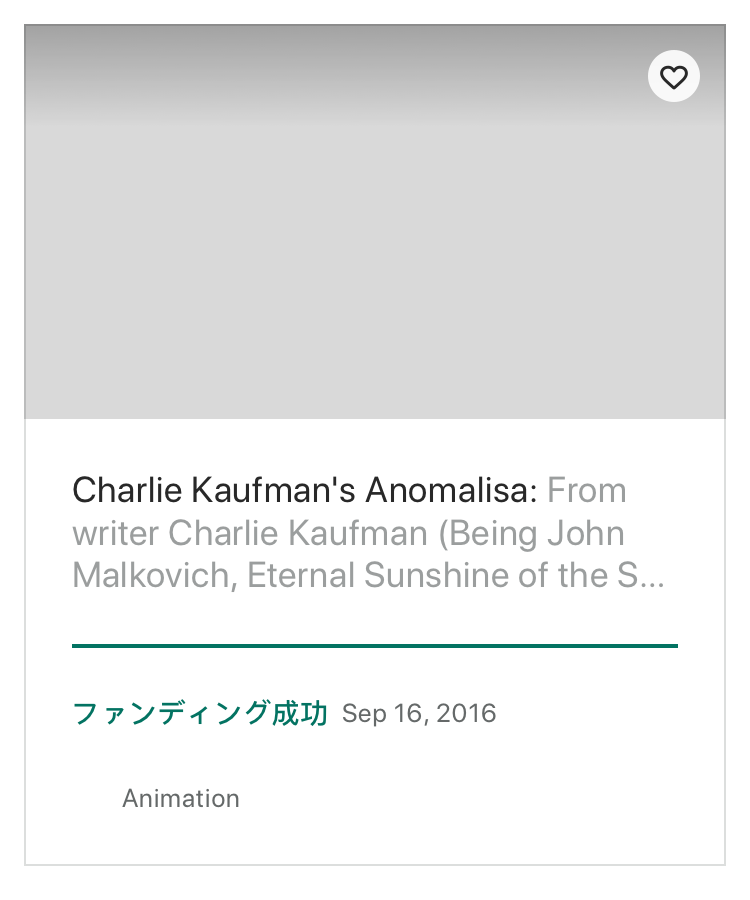 Charlie Kaufman's Anomalisa: From
writer Charlie Kaufman (Being John
Malkovich, Eternal Sunshine of the S...
ファンディング成功 Sep 16, 2016
Animation